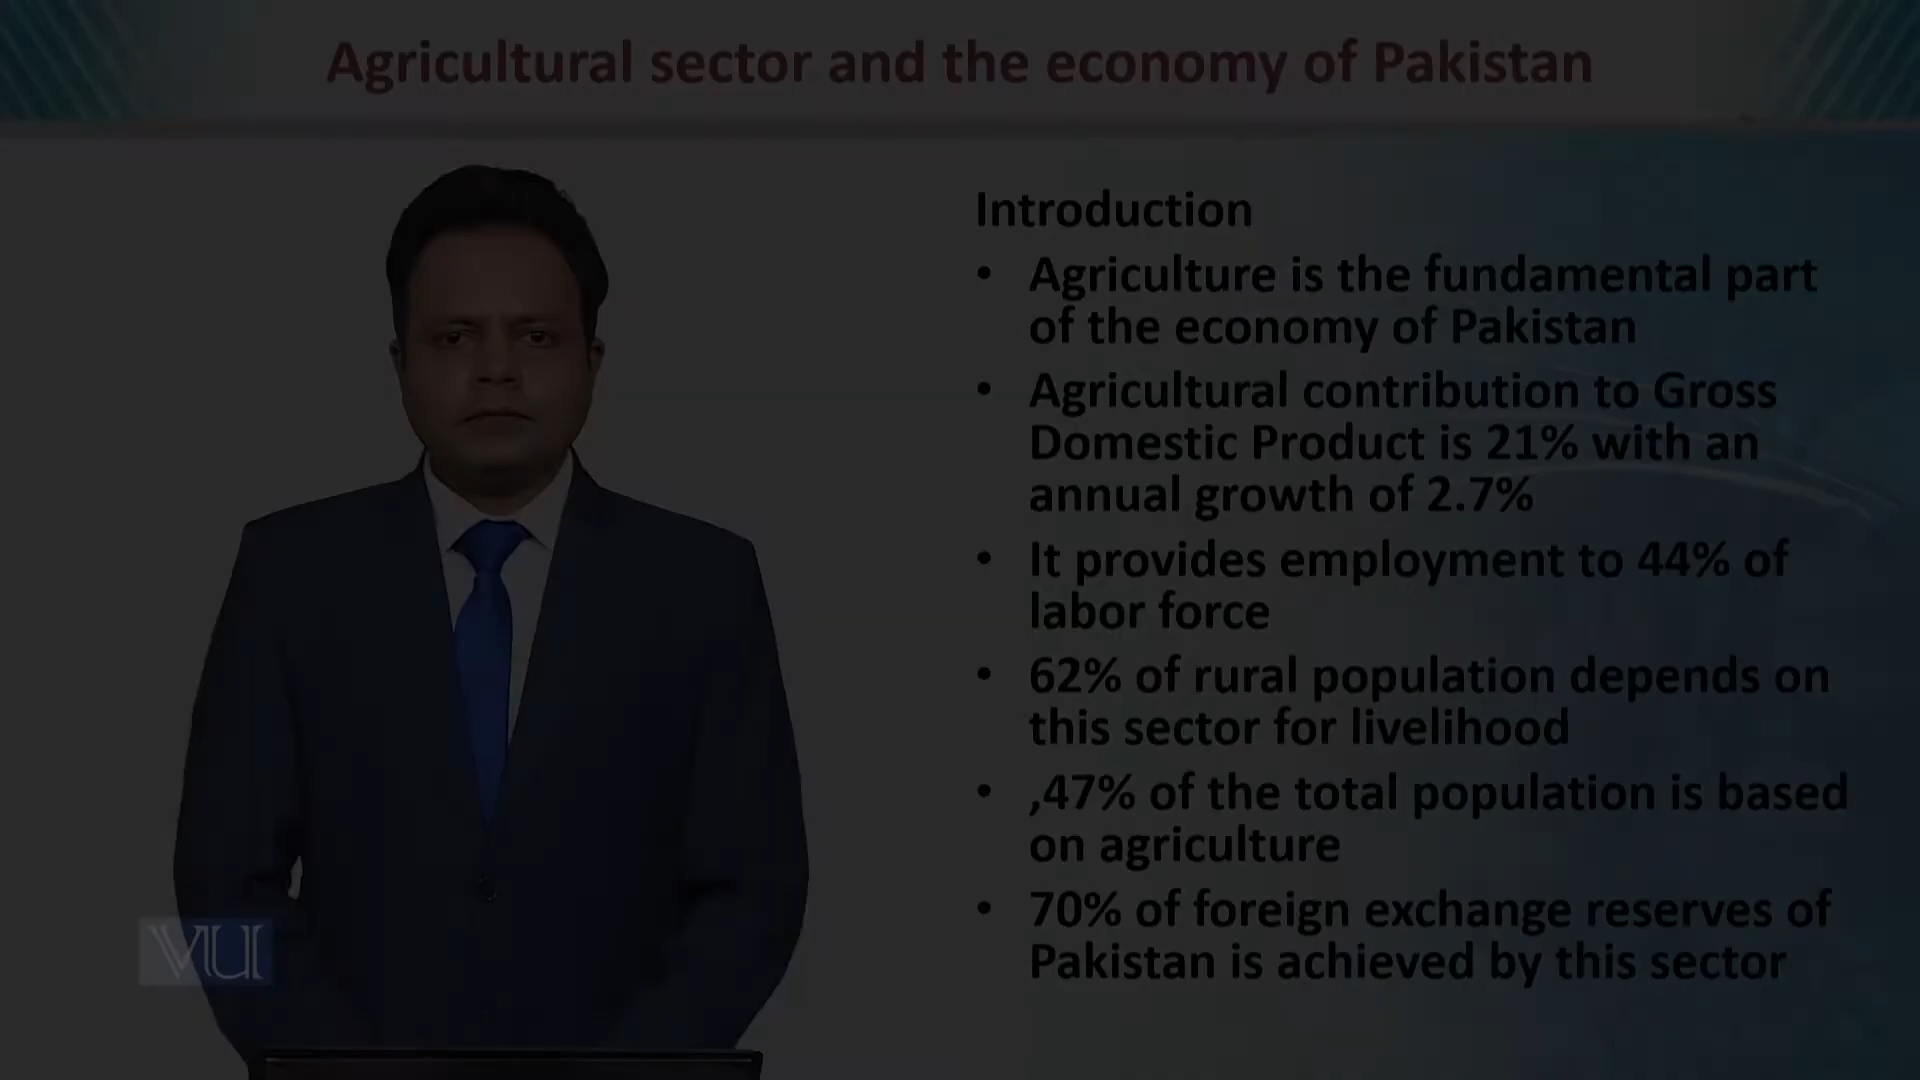 Agricultural sector and the economy of Pakistan
Introduction
• Agriculture is the fundamental part
of the economy of Pakistan
• Agricultural contribution to Gross
Domestic Product is 21% with an
annual growth of 2.7%
• It provides employment to 44% of
labor force
• 62% of rural population depends on
this sector for livelihood
• ,47% of the total population is based
on agriculture
• 70% of foreign exchange reserves of
Pakistan is achieved by this sector
VU